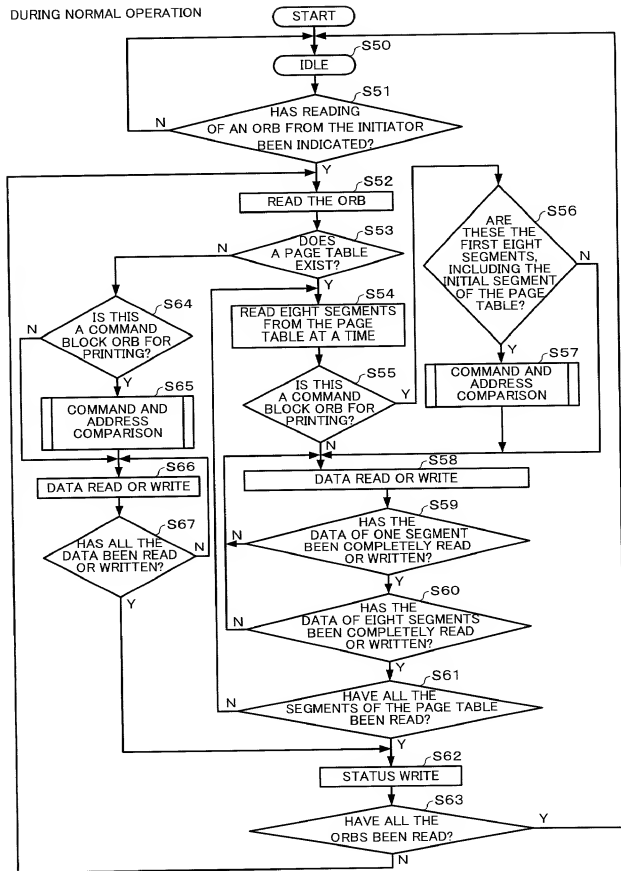 DURING NORMAL OPERATION
START
S50
IDLE
S51
HAS READING
OF AN ORB FROM THE INITIATOR
BEEN INDICATED?
N
Y
S52
READ THE ORB
S53
DOES
A PAGE TABLE
EXIST?
N
Y
S54
READ EIGHT SEGMENTS
FROM THE PAGE
TABLE AT A TIME
S55
IS THIS
A COMMAND
BLOCK ORB FOR
PRINTING?
Y
N
S56
ARE
THESE THE
FIRST EIGHT
SEGMENTS,
INCLUDING THE
INITIAL SEGMENT
OF THE PAGE
TABLE?
N
Y
S57
COMMAND AND
ADDRESS
COMPARISON
S64
IS THIS
A COMMAND
BLOCK ORB FOR
PRINTING?
N
Y
S65
COMMAND AND
ADDRESS
COMPARISON
S66
DATA READ OR WRITE
S67
HAS ALL THE
DATA BEEN READ
OR WRITTEN?
N
Y
S58
DATA READ OR WRITE
S59
HAS THE
DATA OF ONE SEGMENT
BEEN COMPLETELY READ
OR WRITTEN?
N
Y
S60
HAS THE
DATA OF EIGHT SEGMENTS
BEEN COMPLETELY READ
OR WRITTEN?
N
Y
S61
HAVE ALL THE
SEGMENTS OF THE PAGE TABLE
BEEN READ?
N
Y
S62
STATUS WRITE
S63
HAVE ALL THE
ORBS BEEN READ?
Y
N